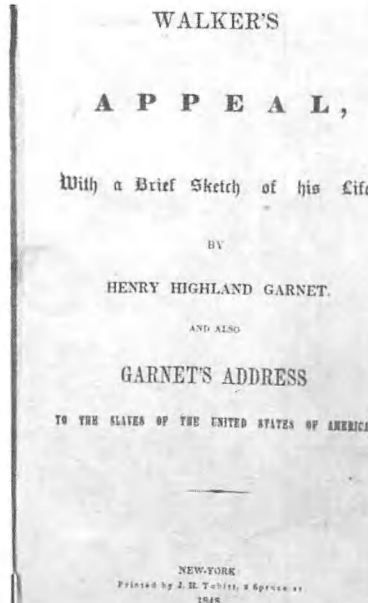 WALKER'S
APPEAL,
With a Brief Sketch of his Life
BY
HENRY HIGHLAND GARNET.
AND ALSO
GARNET'S ADDRESS
TO THE SLAVES OF THE UNITED STATES OF AMERICA
NEW-YORK
Printed by J. H. Tobitt, 9 Spruce st
1848